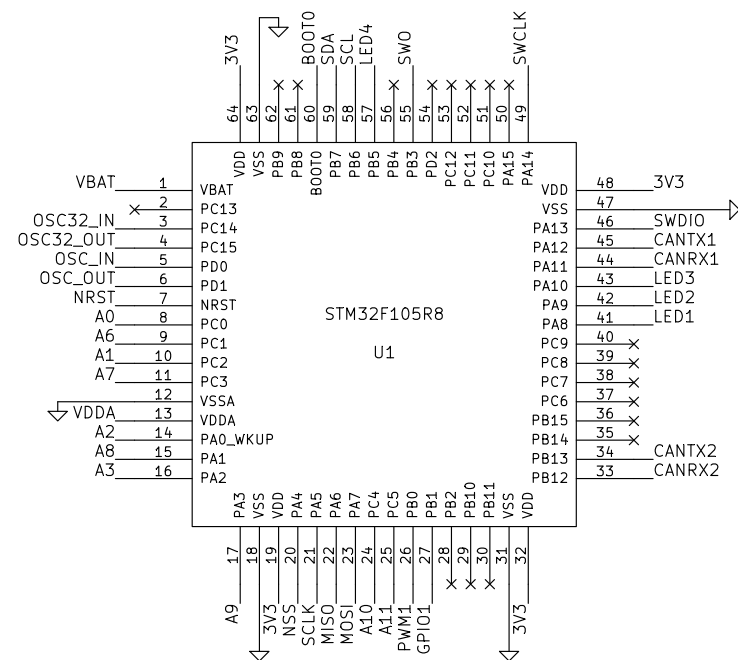 3V3 BOOT0 SDA SCL LED4 SWO SWCLK
64 63 62 61 60 59 58 57 56 55 54 53 52 51 50 49
VDD VSS PB9 PB8 BOOT0 PB7 PB6 PB5 PB4 PB3 PD2 PC12 PC11 PC10 PA15 PA14
VBAT 1 VBAT VDD 48 3V3
2 PC13 VSS 47
OSC32_IN 3 PC14 PA13 46 SWDIO
OSC32_OUT 4 PC15 PA12 45 CANTX1
OSC_IN 5 PD0 PA11 44 CANRX1
OSC_OUT 6 PD1 PA10 43 LED3
NRST 7 NRST PA9 42 LED2
A0 8 PC0 PA8 41 LED1
STM32F105R8
A6 9 PC1 PC9 40
U1
A1 10 PC2 PC8 39
A7 11 PC3 PC7 38
12 VSSA PC6 37
VDDA 13 VDDA PB15 36
A2 14 PA0_WKUP PB14 35
A8 15 PA1 PB13 34 CANTX2
A3 16 PA2 PB12 33 CANRX2
PA3 VSS VDD PA4 PA5 PA6 PA7 PC4 PC5 PB0 PB1 PB2 PB10 PB11 VSS VDD
17 18 19 20 21 22 23 24 25 26 27 28 29 30 31 32
A9 3V3 NSS SCLK MISO MOSI A10 A11 PWM1 GPIO1 3V3